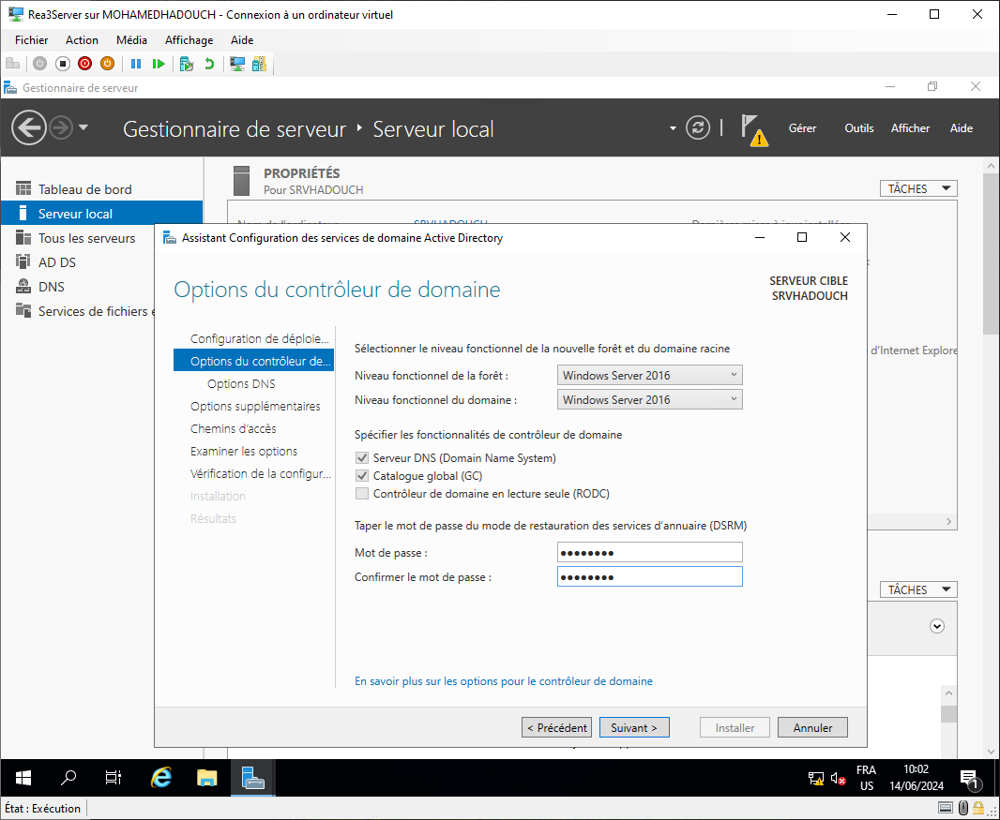 Rea3Server sur MOHAMEDHADOUCH - Connexion à un ordinateur virtuel
Fichier Action Média Affichage Aide
Gestionnaire de serveur
Gestionnaire de serveur Serveur local
Gérer Outils Afficher Aide
Tableau de bord
Serveur local
Tous les serveurs
AD DS
DNS
Services de fichiers e
PROPRIÉTÉS
Pour SRVHADOUCH
TÂCHES
Assistant Configuration des services de domaine Active Directory
Options du contrôleur de domaine
SERVEUR CIBLE
SRVHADOUCH
Configuration de déploie...
Options du contrôleur de...
Options DNS
Options supplémentaires
Chemins d'accès
Examiner les options
Vérification de la configur...
Installation
Résultats
Sélectionner le niveau fonctionnel de la nouvelle forêt et du domaine racine
Niveau fonctionnel de la forêt : Windows Server 2016
Niveau fonctionnel du domaine : Windows Server 2016
Spécifier les fonctionnalités de contrôleur de domaine
Serveur DNS (Domain Name System)
Catalogue global (GC)
Contrôleur de domaine en lecture seule (RODC)
Taper le mot de passe du mode de restauration des services d'annuaire (DSRM)
Mot de passe : ●●●●●●●●
Confirmer le mot de passe : ●●●●●●●●
En savoir plus sur les options pour le contrôleur de domaine
< Précédent Suivant > Installer Annuler
d'Internet Explore
TÂCHES
FRA
US
10:02
14/06/2024
1
État : Exécution